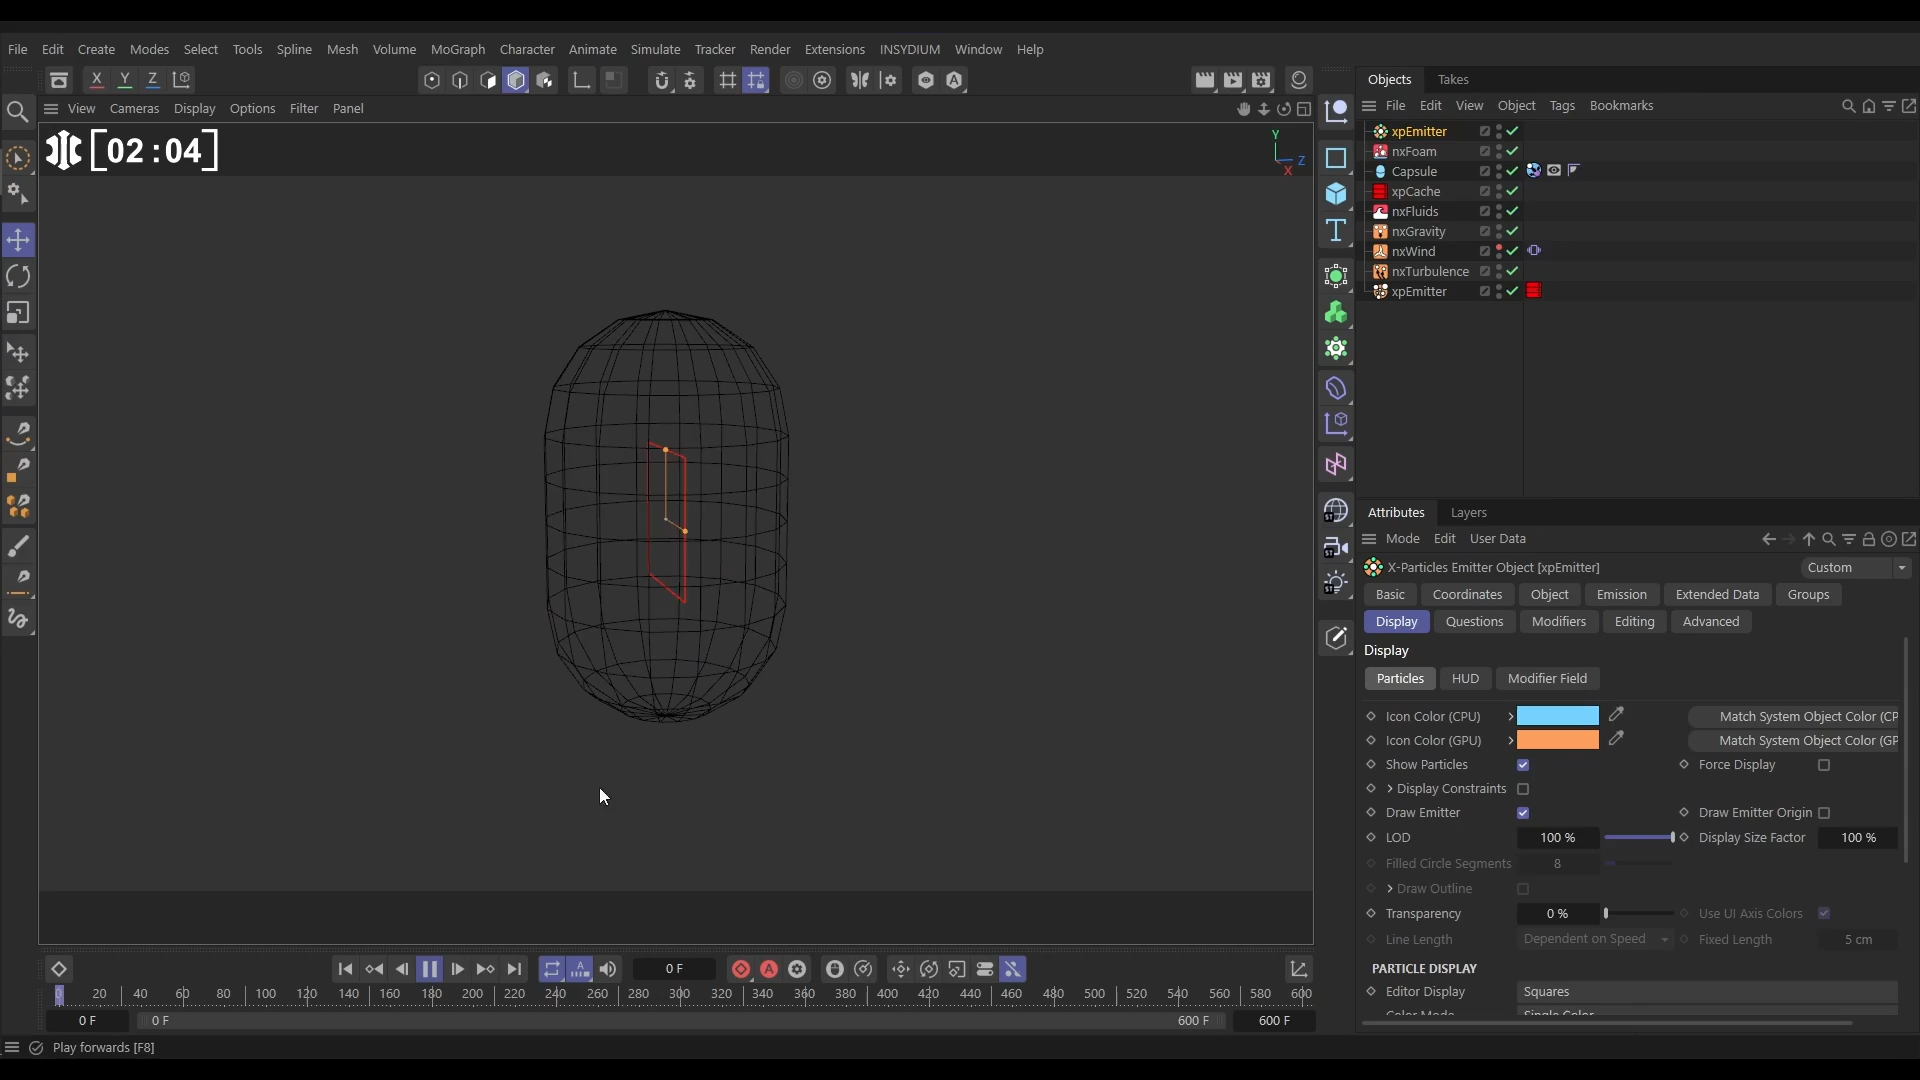 File Edit Create Modes Select Tools Spline Mesh Volume MoGraph Character Animate Simulate Tracker Render Extensions INSYDIUM Window Help
X Y Z
View Cameras Display Options Filter Panel
[02:04]
Y
Z
X
Objects Takes
File Edit View Object Tags Bookmarks
xpEmitter
nxFoam
Capsule
xpCache
nxFluids
nxGravity
nxWind
nxTurbulence
xpEmitter
Attributes Layers
Mode Edit User Data
X-Particles Emitter Object [xpEmitter] Custom
Basic Coordinates Object Emission Extended Data Groups
Display Questions Modifiers Editing Advanced
Display
Particles HUD Modifier Field
Icon Color (CPU) Match System Object Color (CP
Icon Color (GPU) Match System Object Color (GP
Show Particles Force Display
Display Constraints
Draw Emitter Draw Emitter Origin
LOD 100 % Display Size Factor 100 %
Filled Circle Segments 8
Draw Outline
Transparency 0 % Use UI Axis Colors
Line Length Dependent on Speed Fixed Length 5 cm
PARTICLE DISPLAY
Editor Display Squares
Color Mode Single Color
0 F
0 20 40 60 80 100 120 140 160 180 200 220 240 260 280 300 320 340 360 380 400 420 440 460 480 500 520 540 560 580 600
0 F 0 F 600 F 600 F
Play forwards [F8]